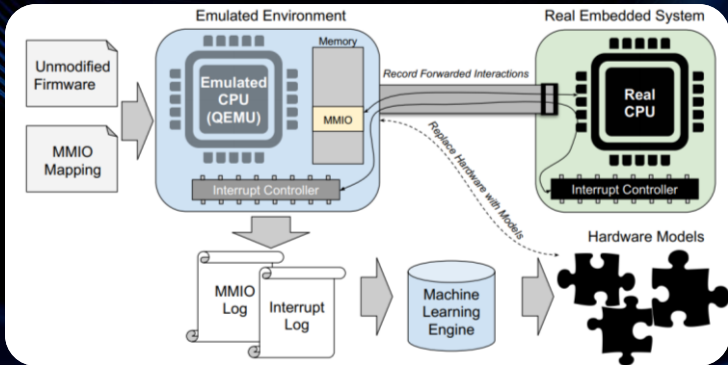 Emulated Environment
Real Embedded System
Unmodified
Firmware
MMIO
Mapping
Emulated
CPU
(QEMU)
Memory
MMIO
Interrupt Controller
Record Forwarded Interactions
Replace Hardware with Models
Real
CPU
Interrupt Controller
MMIO
Log
Interrupt
Log
Machine
Learning
Engine
Hardware Models